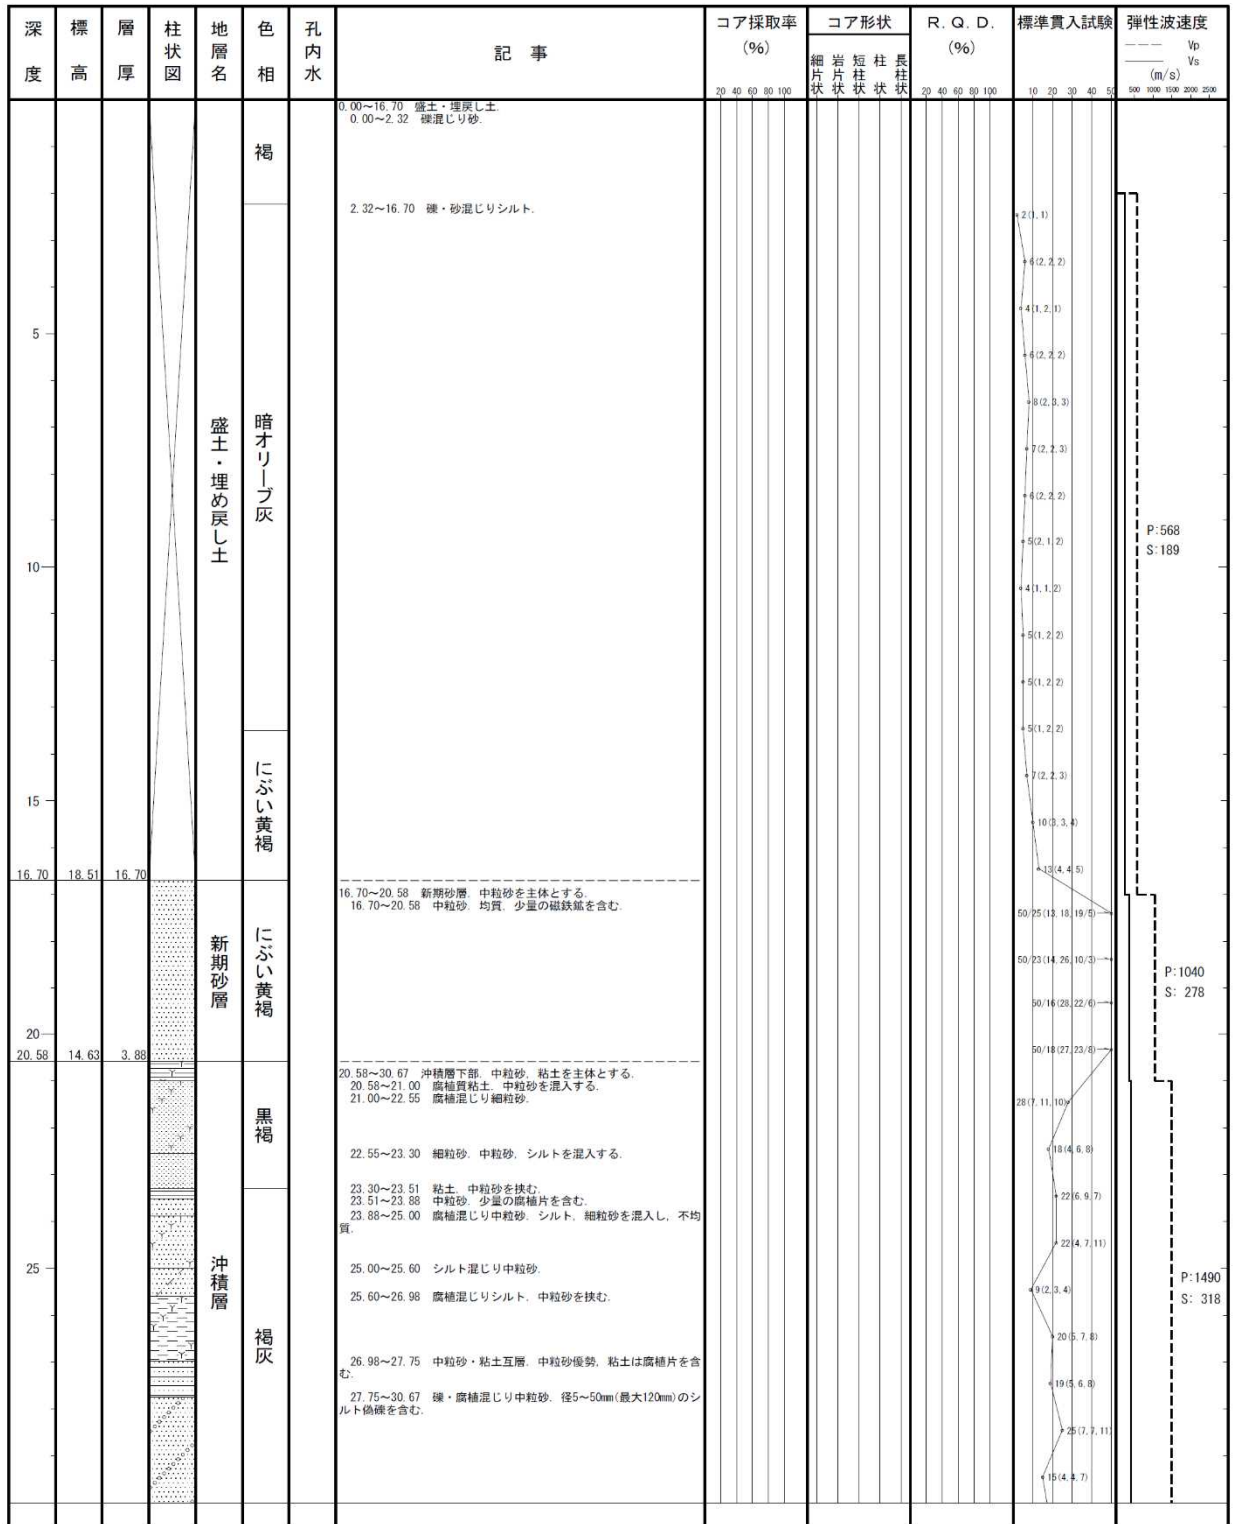 深度
標高
層厚
柱状図
地層名
色相
孔内水
記事
コア採取率
(%)
20 40 60 80 100
コア形状
細片状
岩片状
短柱状
柱状
長柱状
R. Q. D.
(%)
20 40 60 80 100
標準貫入試験
10 20 30 40 50
弾性波速度
Vp
Vs
(m/s)
500 1000 1500 2000 2500
0.00～16.70 盛土・埋戻し土.
0.00～2.32 礫混じり砂.
褐
2.32～16.70 礫・砂混じりシルト.
2(1,1)
6(2,2,2)
4(1,2,1)
5
6(2,2,2)
8(2,3,3)
盛土・埋め戻し土
暗オリーブ灰
7(2,2,3)
6(2,2,2)
5(2,1,2)
P:568
S:189
10
4(1,1,2)
5(1,2,2)
5(1,2,2)
5(1,2,2)
にぶい黄褐
7(2,2,3)
15
10(3,3,4)
13(4,4,5)
16.70 18.51 16.70
16.70～20.58 新期砂層. 中粒砂を主体とする.
16.70～20.58 中粒砂. 均質. 少量の磁鉄鉱を含む.
50/25(13,18,19/5)
新期砂層
にぶい黄褐
50/23(14,26,10/3)
P:1040
S: 278
50/16(28,22/6)
20
50/18(27,23/8)
20.58 14.63 3.88
20.58～30.67 沖積層下部. 中粒砂, 粘土を主体とする.
20.58～21.00 腐植質粘土. 中粒砂を混入する.
21.00～22.55 腐植混じり細粒砂.
28(7,11,10)
黒褐
22.55～23.30 細粒砂. 中粒砂, シルトを混入する.
18(4,6,8)
23.30～23.51 粘土. 中粒砂を挟む.
23.51～23.88 中粒砂. 少量の腐植片を含む.
22(6,9,7)
23.88～25.00 腐植混じり中粒砂. シルト, 細粒砂を混入し, 不均
質.
22(4,7,11)
沖積層
25
25.00～25.60 シルト混じり中粒砂.
P:1490
S: 318
9(2,3,4)
25.60～26.98 腐植混じりシルト. 中粒砂を挟む.
20(5,7,8)
褐灰
26.98～27.75 中粒砂・粘土互層. 中粒砂優勢, 粘土は腐植片を含
む.
19(5,6,8)
27.75～30.67 礫・腐植混じり中粒砂. 径5～50mm(最大120mm)のシ
ルト偽礫を含む.
25(7,7,11)
15(4,4,7)